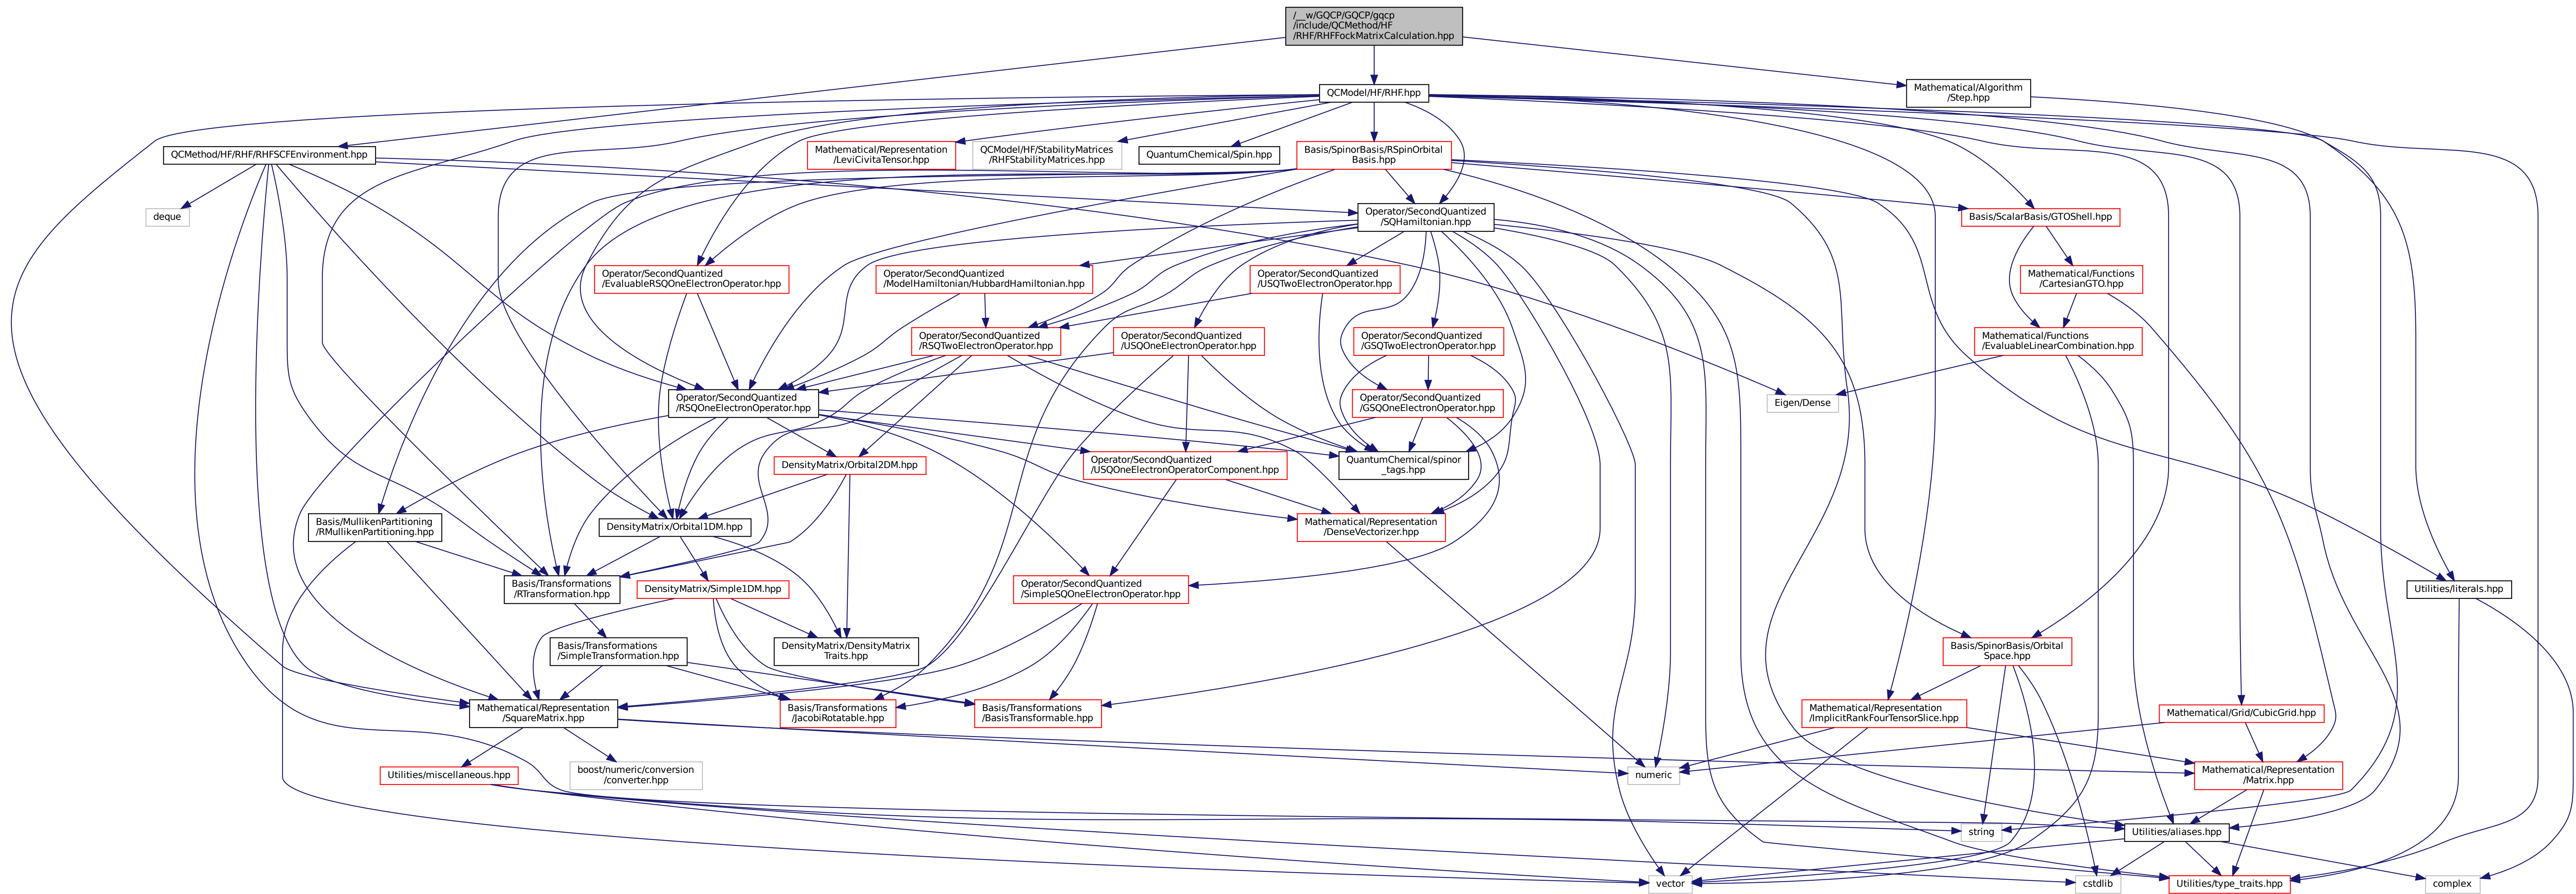 /__w/GQCP/GQCP/gqcp
/include/QCMethod/HF
/RHF/RHFFockMatrixCalculation.hpp
QCModel/HF/RHF.hpp
Mathematical/Algorithm
/Step.hpp
QCMethod/HF/RHF/RHFSCFEnvironment.hpp
Mathematical/Representation
/LeviCivitaTensor.hpp
QCModel/HF/StabilityMatrices
/RHFStabilityMatrices.hpp
QuantumChemical/Spin.hpp
Basis/SpinorBasis/RSpinOrbital
Basis.hpp
deque
Operator/SecondQuantized
/SQHamiltonian.hpp
Basis/ScalarBasis/GTOShell.hpp
Operator/SecondQuantized
/EvaluableRSQOneElectronOperator.hpp
Operator/SecondQuantized
/ModelHamiltonian/HubbardHamiltonian.hpp
Operator/SecondQuantized
/USQTwoElectronOperator.hpp
Mathematical/Functions
/CartesianGTO.hpp
Operator/SecondQuantized
/RSQTwoElectronOperator.hpp
Operator/SecondQuantized
/USQOneElectronOperator.hpp
Operator/SecondQuantized
/GSQTwoElectronOperator.hpp
Mathematical/Functions
/EvaluableLinearCombination.hpp
Operator/SecondQuantized
/RSQOneElectronOperator.hpp
Operator/SecondQuantized
/GSQOneElectronOperator.hpp
Eigen/Dense
DensityMatrix/Orbital2DM.hpp
Operator/SecondQuantized
/USQOneElectronOperatorComponent.hpp
QuantumChemical/spinor
_tags.hpp
Basis/MullikenPartitioning
/RMullikenPartitioning.hpp
DensityMatrix/Orbital1DM.hpp
Mathematical/Representation
/DenseVectorizer.hpp
Basis/Transformations
/RTransformation.hpp
DensityMatrix/Simple1DM.hpp
Operator/SecondQuantized
/SimpleSQOneElectronOperator.hpp
Utilities/literals.hpp
Basis/Transformations
/SimpleTransformation.hpp
DensityMatrix/DensityMatrix
Traits.hpp
Basis/SpinorBasis/Orbital
Space.hpp
Mathematical/Representation
/SquareMatrix.hpp
Basis/Transformations
/JacobiRotatable.hpp
Basis/Transformations
/BasisTransformable.hpp
Mathematical/Representation
/ImplicitRankFourTensorSlice.hpp
Mathematical/Grid/CubicGrid.hpp
Utilities/miscellaneous.hpp
boost/numeric/conversion
/converter.hpp
numeric
Mathematical/Representation
/Matrix.hpp
string
Utilities/aliases.hpp
vector
cstdlib
Utilities/type_traits.hpp
complex